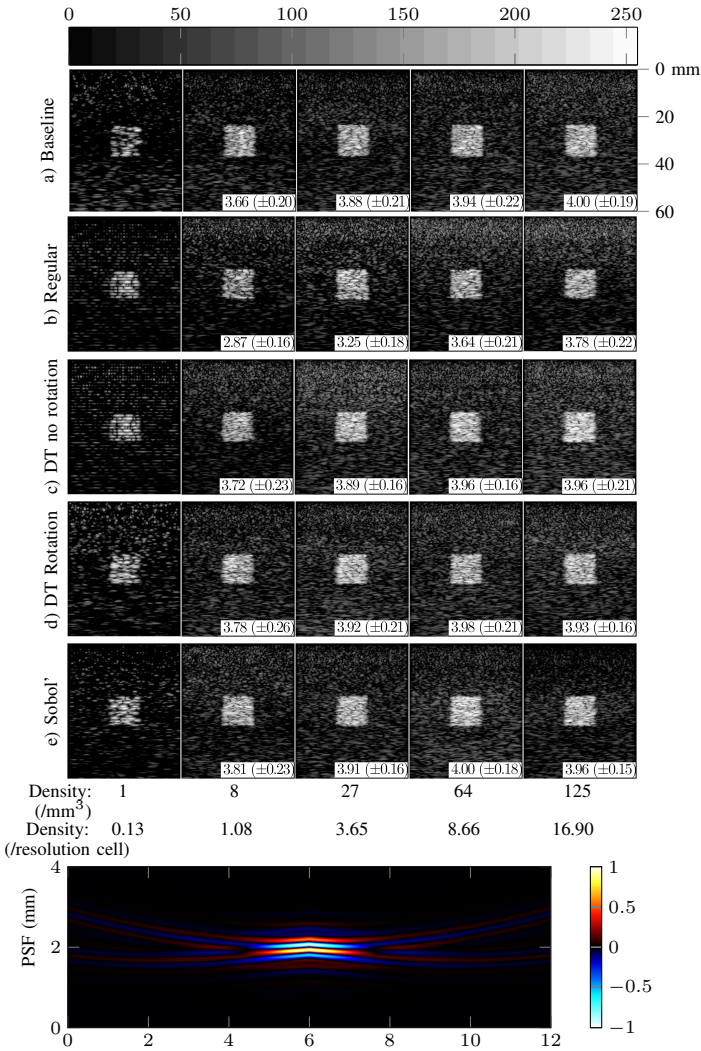 0 50 100 150 200 250
0 mm
20
40
60
a) Baseline
3.66 (±0.20) 3.88 (±0.21) 3.94 (±0.22) 4.00 (±0.19)
b) Regular
2.87 (±0.16) 3.25 (±0.18) 3.64 (±0.21) 3.78 (±0.22)
c) DT no rotation
3.72 (±0.23) 3.89 (±0.16) 3.96 (±0.16) 3.96 (±0.21)
d) DT Rotation
3.78 (±0.26) 3.92 (±0.21) 3.98 (±0.21) 3.93 (±0.16)
e) Sobol’
3.81 (±0.23) 3.91 (±0.16) 4.00 (±0.18) 3.96 (±0.15)
Density: 1 8 27 64 125
(/mm³)
Density: 0.13 1.08 3.65 8.66 16.90
(/resolution cell)
PSF (mm)
4
2
0
0 2 4 6 8 10 12
1
0.5
0
−0.5
−1